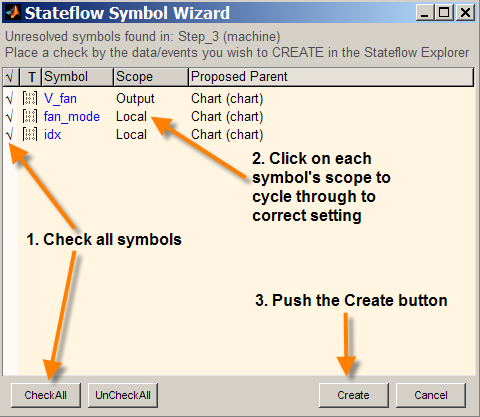 Stateflow Symbol Wizard
Unresolved symbols found in: Step_3 (machine)
Place a check by the data/events you wish to CREATE in the Stateflow Explorer
√ T Symbol Scope Proposed Parent
√ V_fan Output Chart (chart)
√ fan_mode Local Chart (chart)
√ idx Local Chart (chart)
2. Click on each
symbol's scope to
cycle through to
correct setting
1. Check all symbols
3. Push the Create button
CheckAll UnCheckAll Create Cancel